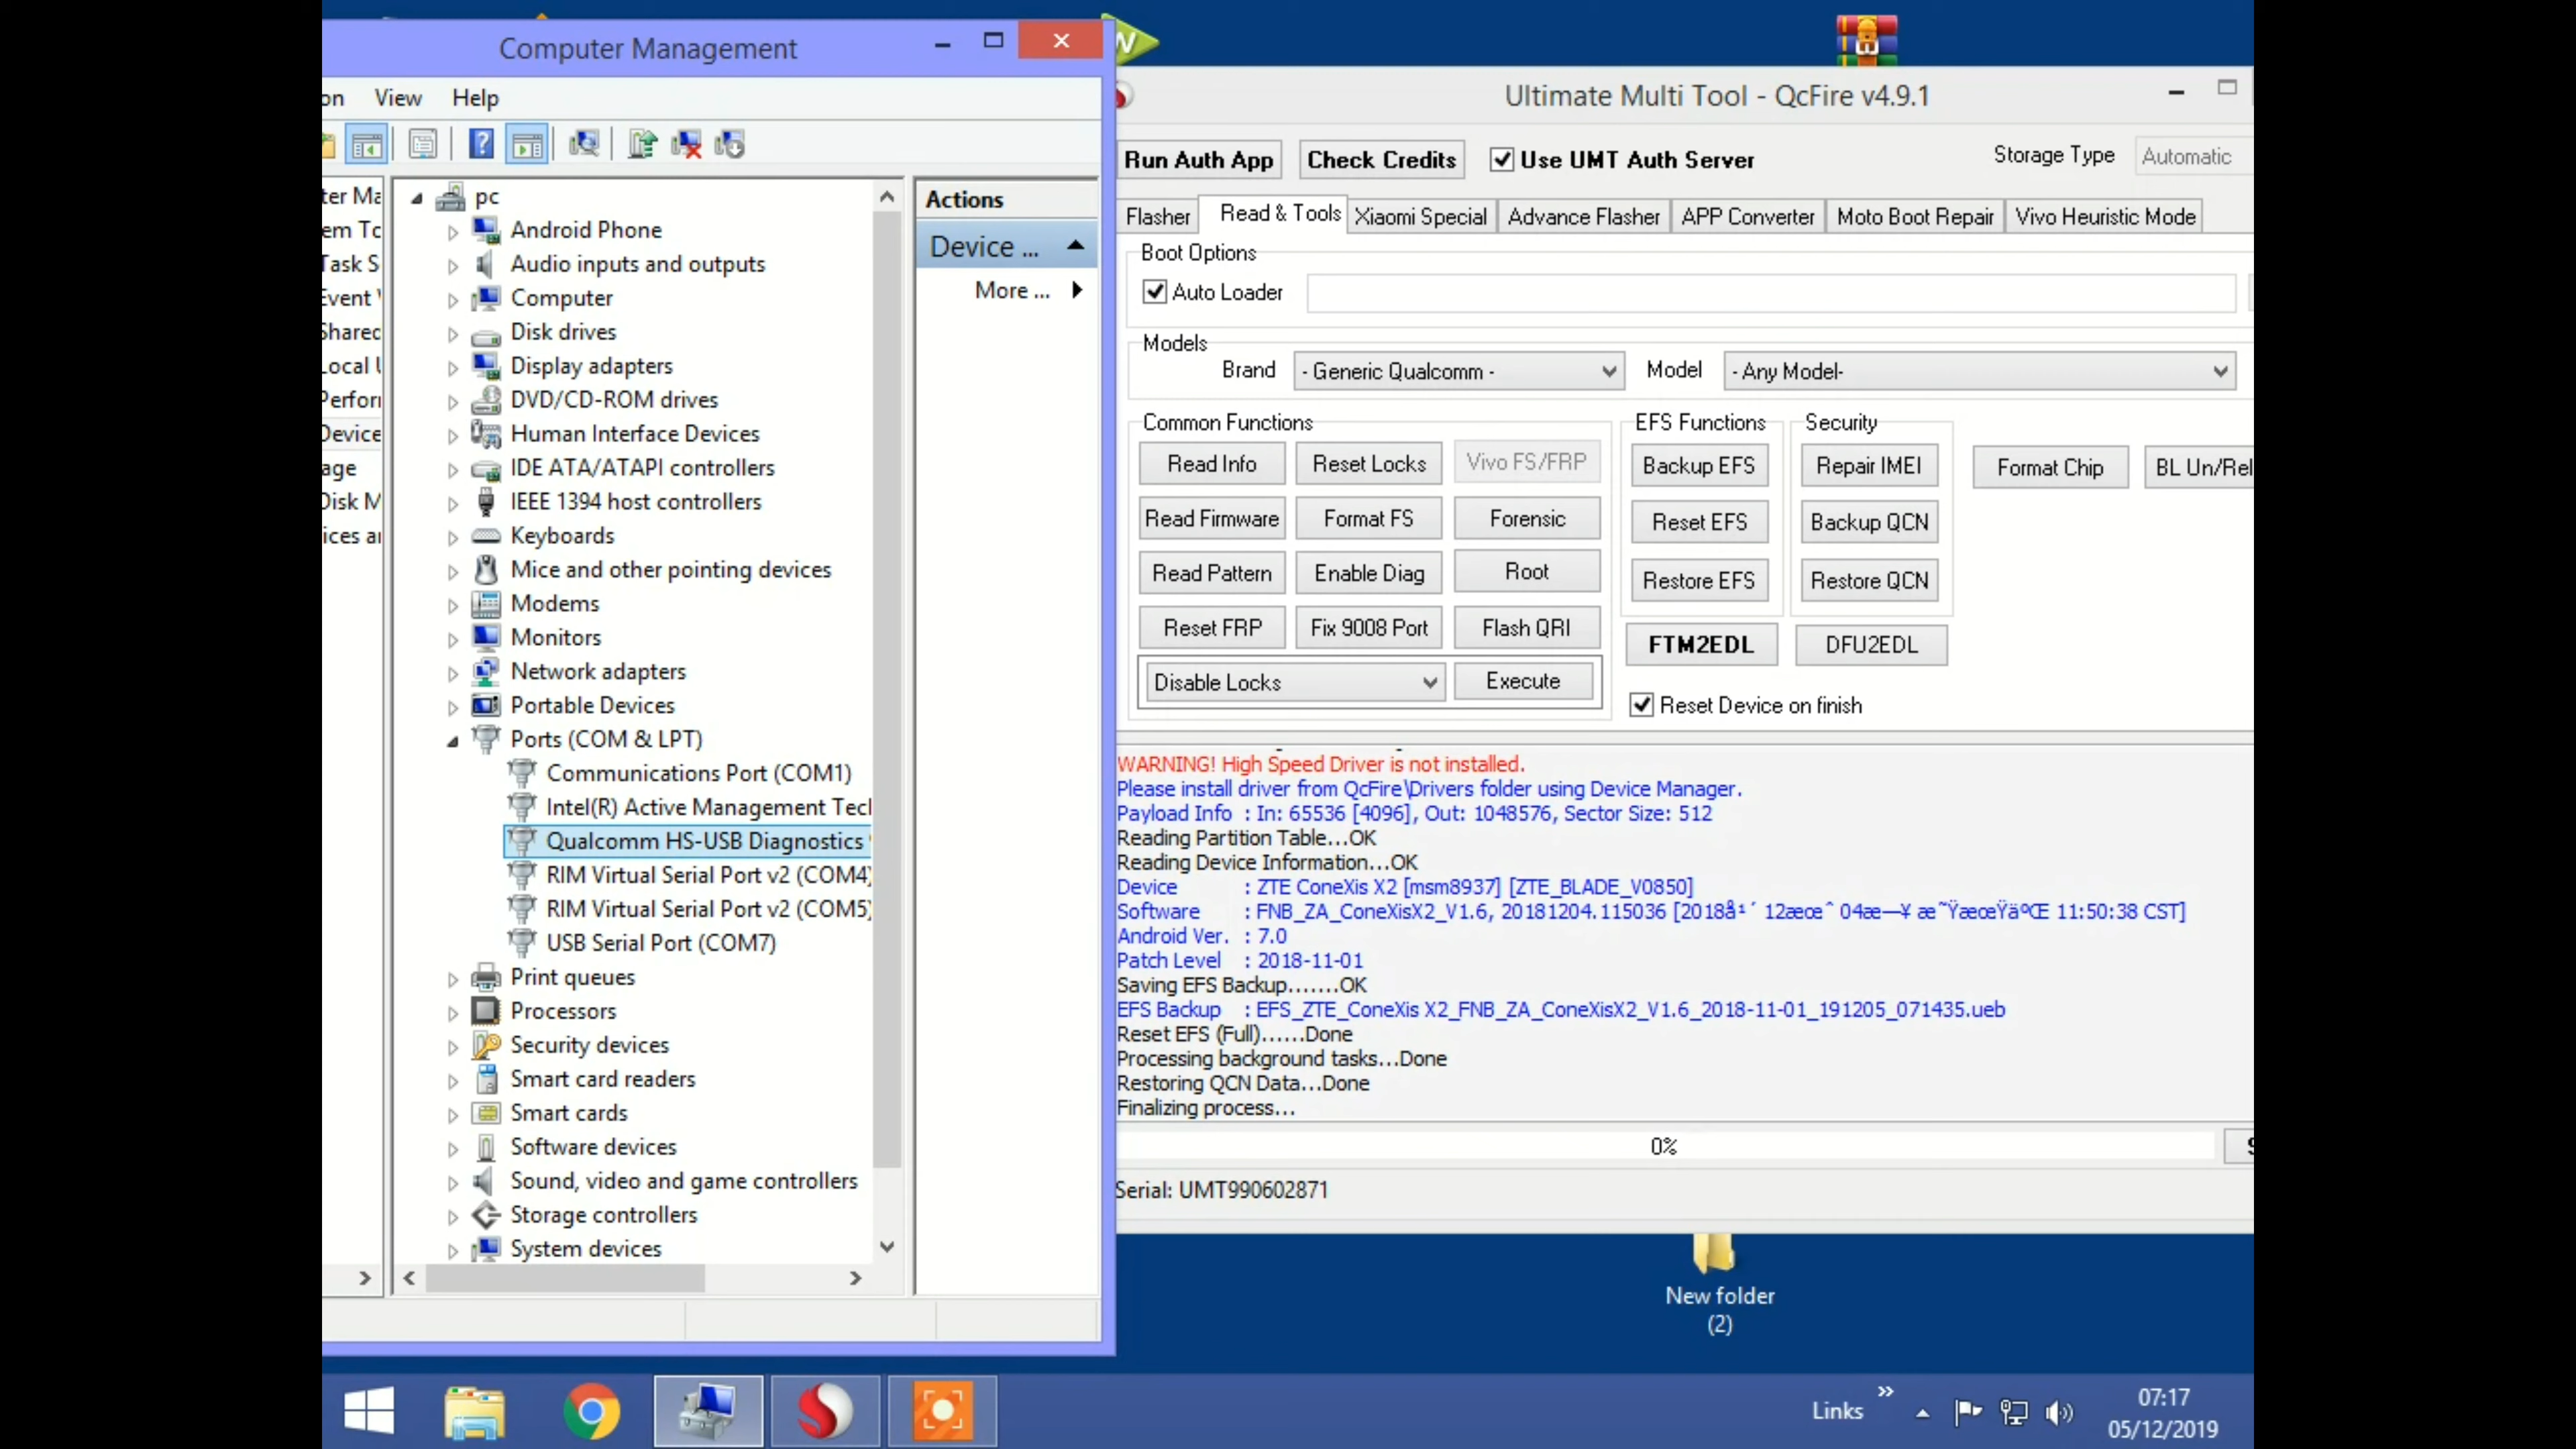 Computer Management
on View Help
ter Ma
em Tc
Task S
Event
Shared
Local
Perfor
Device
age
Disk M
ices ar
pc
Android Phone
Audio inputs and outputs
Computer
Disk drives
Display adapters
DVD/CD-ROM drives
Human Interface Devices
IDE ATA/ATAPI controllers
IEEE 1394 host controllers
Keyboards
Mice and other pointing devices
Modems
Monitors
Network adapters
Portable Devices
Ports (COM & LPT)
Communications Port (COM1)
Intel(R) Active Management Tecl
Qualcomm HS-USB Diagnostics
RIM Virtual Serial Port v2 (COM4)
RIM Virtual Serial Port v2 (COM5)
USB Serial Port (COM7)
Print queues
Processors
Security devices
Smart card readers
Smart cards
Software devices
Sound, video and game controllers
Storage controllers
System devices
Actions
Device ...
More ...
Ultimate Multi Tool - QcFire v4.9.1
Run Auth App Check Credits Use UMT Auth Server Storage Type Automatic
Flasher Read & Tools Xiaomi Special Advance Flasher APP Converter Moto Boot Repair Vivo Heuristic Mode
Boot Options
Auto Loader
Models
Brand - Generic Qualcomm - Model - Any Model-
Common Functions EFS Functions Security
Read Info Reset Locks Vivo FS/FRP Backup EFS Repair IMEI Format Chip BL Un/Rel
Read Firmware Format FS Forensic Reset EFS Backup QCN
Read Pattern Enable Diag Root Restore EFS Restore QCN
Reset FRP Fix 9008 Port Flash QRI FTM2EDL DFU2EDL
Disable Locks Execute
Reset Device on finish
WARNING! High Speed Driver is not installed.
Please install driver from QcFire\Drivers folder using Device Manager.
Payload Info : In: 65536 [4096], Out: 1048576, Sector Size: 512
Reading Partition Table...OK
Reading Device Information...OK
Device : ZTE ConeXis X2 [msm8937] [ZTE_BLADE_V0850]
Software : FNB_ZA_ConeXisX2_V1.6, 20181204.115036 [2018å¹´ 12æœˆ 04æ—¥ æ˜ŸæœŸäºŒ 11:50:38 CST]
Android Ver. : 7.0
Patch Level : 2018-11-01
Saving EFS Backup.......OK
EFS Backup : EFS_ZTE_ConeXis X2_FNB_ZA_ConeXisX2_V1.6_2018-11-01_191205_071435.ueb
Reset EFS (Full)......Done
Processing background tasks...Done
Restoring QCN Data...Done
Finalizing process...
0%
Serial: UMT990602871
New folder
(2)
Links
07:17
05/12/2019